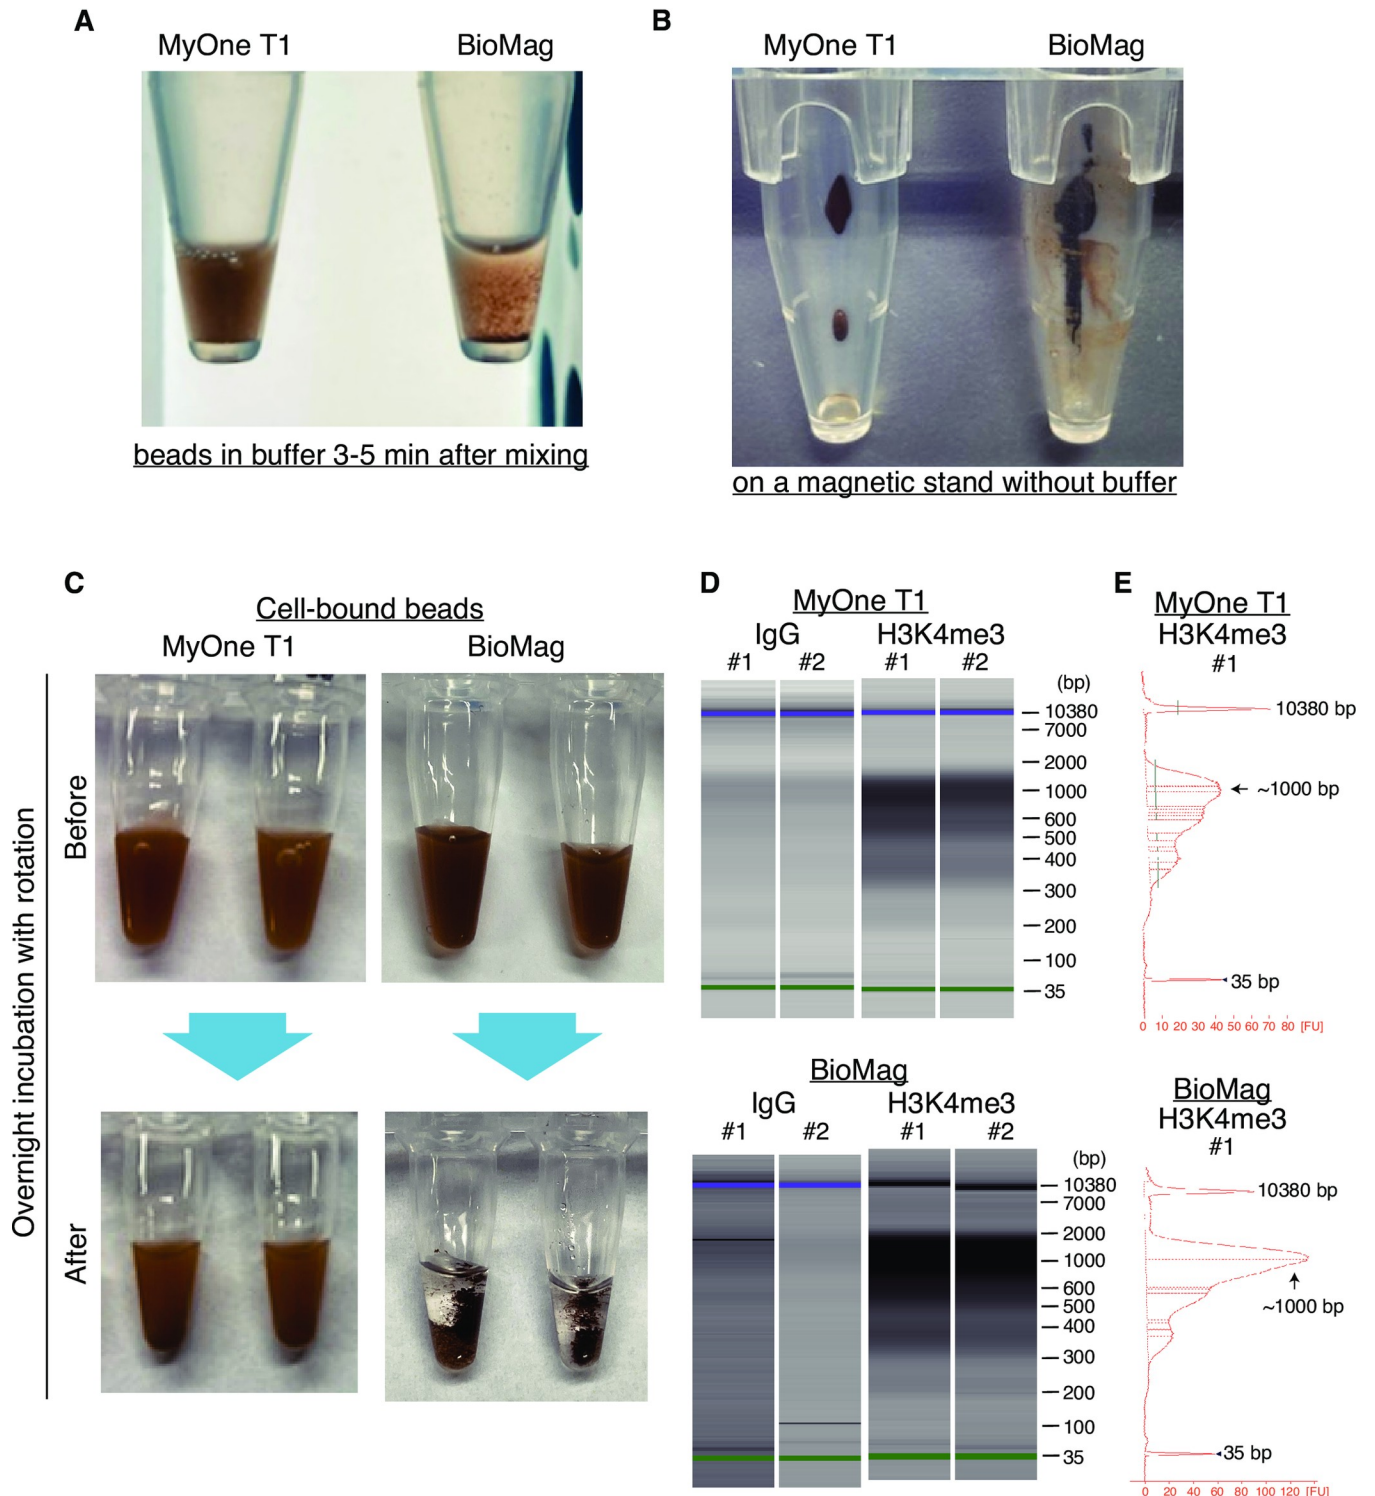 A
MyOne T1 BioMag
beads in buffer 3-5 min after mixing
B
MyOne T1 BioMag
on a magnetic stand without buffer
C
Cell-bound beads
MyOne T1 BioMag
Overnight incubation with rotation
Before
After
D
MyOne T1
IgG H3K4me3
#1 #2 #1 #2
(bp)
10380
7000
2000
1000
600
500
400
300
200
100
35
BioMag
IgG H3K4me3
#1 #2 #1 #2
(bp)
10380
7000
2000
1000
600
500
400
300
200
100
35
E
MyOne T1
H3K4me3
#1
10380 bp
~1000 bp
35 bp
0 10 20 30 40 50 60 70 80 [FU]
BioMag
H3K4me3
#1
10380 bp
~1000 bp
35 bp
0 20 40 60 80 100 120 [FU]